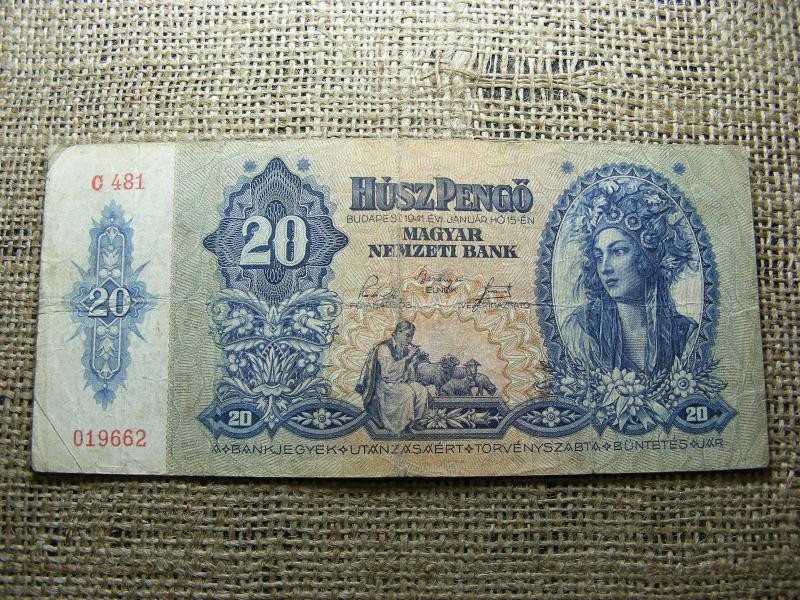 C 481
20
019662
20
20
HÚSZ PENGŐ
BUDAPEST, 1941. ÉVI JANUÁR HÓ 15-ÉN
MAGYAR
NEMZETI BANK
ELNÖK
20
A BANKJEGYEK UTÁNZÁSÁÉRT TÖRVÉNYSZABTA BÜNTETÉS JÁR